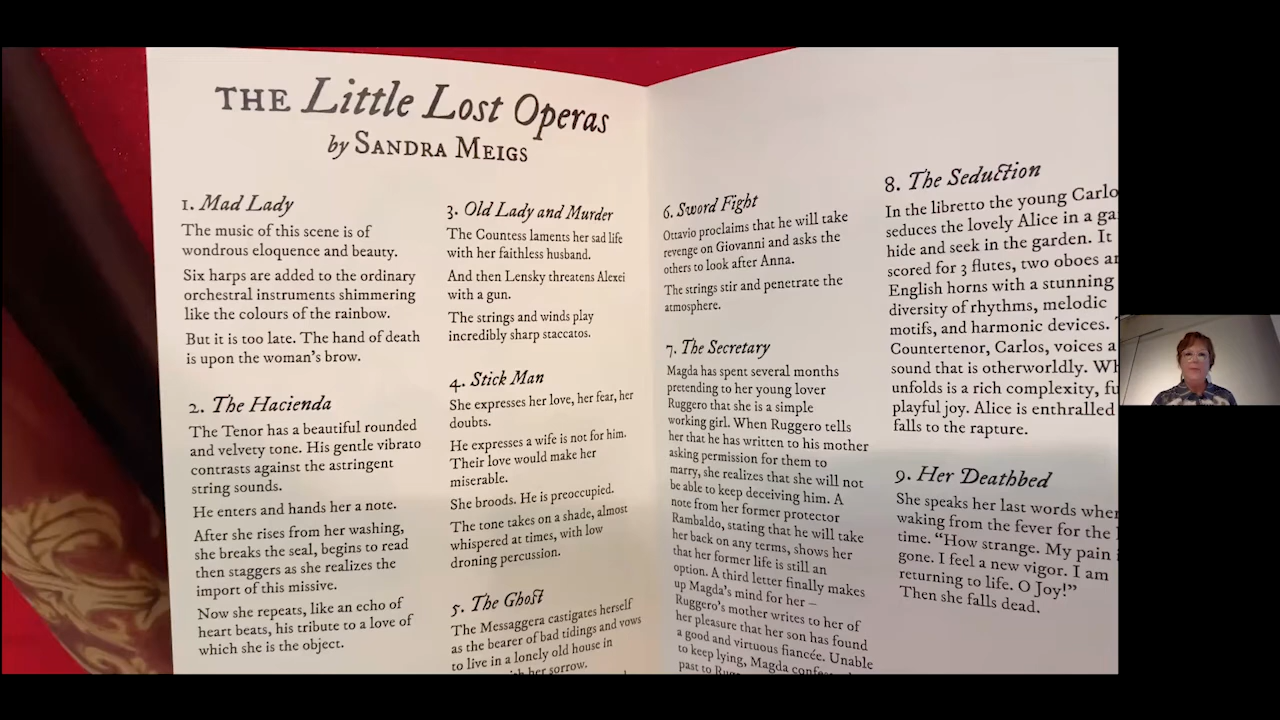 THE Little Lost Operas
by SANDRA MEIGS
1. Mad Lady
The music of this scene is of
wondrous eloquence and beauty.
Six harps are added to the ordinary
orchestral instruments shimmering
like the colours of the rainbow.
But it is too late. The hand of death
is upon the woman's brow.
2. The Hacienda
The Tenor has a beautiful rounded
and velvety tone. His gentle vibrato
contrasts against the astringent
string sounds.
He enters and hands her a note.
After she rises from her washing,
she breaks the seal, begins to read
then staggers as she realizes the
import of this missive.
Now she repeats, like an echo of
heart beats, his tribute to a love of
which she is the object.
3. Old Lady and Murder
The Countess laments her sad life
with her faithless husband.
And then Lensky threatens Alexei
with a gun.
The strings and winds play
incredibly sharp staccatos.
4. Stick Man
She expresses her love, her fear, her
doubts.
He expresses a wife is not for him.
Their love would make her
miserable.
She broods. He is preoccupied.
The tone takes on a shade, almost
whispered at times, with low
droning percussion.
5. The Ghost
The Messaggera castigates herself
as the bearer of bad tidings and vows
to live in a lonely old house in
her sorrow.
6. Sword Fight
Ottavio proclaims that he will take
revenge on Giovanni and asks the
others to look after Anna.
The strings stir and penetrate the
atmosphere.
7. The Secretary
Magda has spent several months
pretending to her young lover
Ruggero that she is a simple
working girl. When Ruggero tells
her that he has written to his mother
asking permission for them to
marry, she realizes that she will not
be able to keep deceiving him. A
note from her former protector
Rambaldo, stating that he will take
her back on any terms, shows her
that her former life is still an
option. A third letter finally makes
up Magda's mind for her –
Ruggero's mother writes to her of
her pleasure that her son has found
a good and virtuous fiancée. Unable
to keep lying, Magda
past to
8. The Seduction
In the libretto the young Carlo
seduces the lovely Alice in a ga
hide and seek in the garden. It
scored for 3 flutes, two oboes an
English horns with a stunning
diversity of rhythms, melodic
motifs, and harmonic devices.
Countertenor, Carlos, voices a
sound that is otherworldly. Wh
unfolds is a rich complexity, fu
playful joy. Alice is enthralled
falls to the rapture.
9. Her Deathbed
She speaks her last words when
waking from the fever for the
time. "How strange. My pain
gone. I feel a new vigor. I am
returning to life. O Joy!"
Then she falls dead.